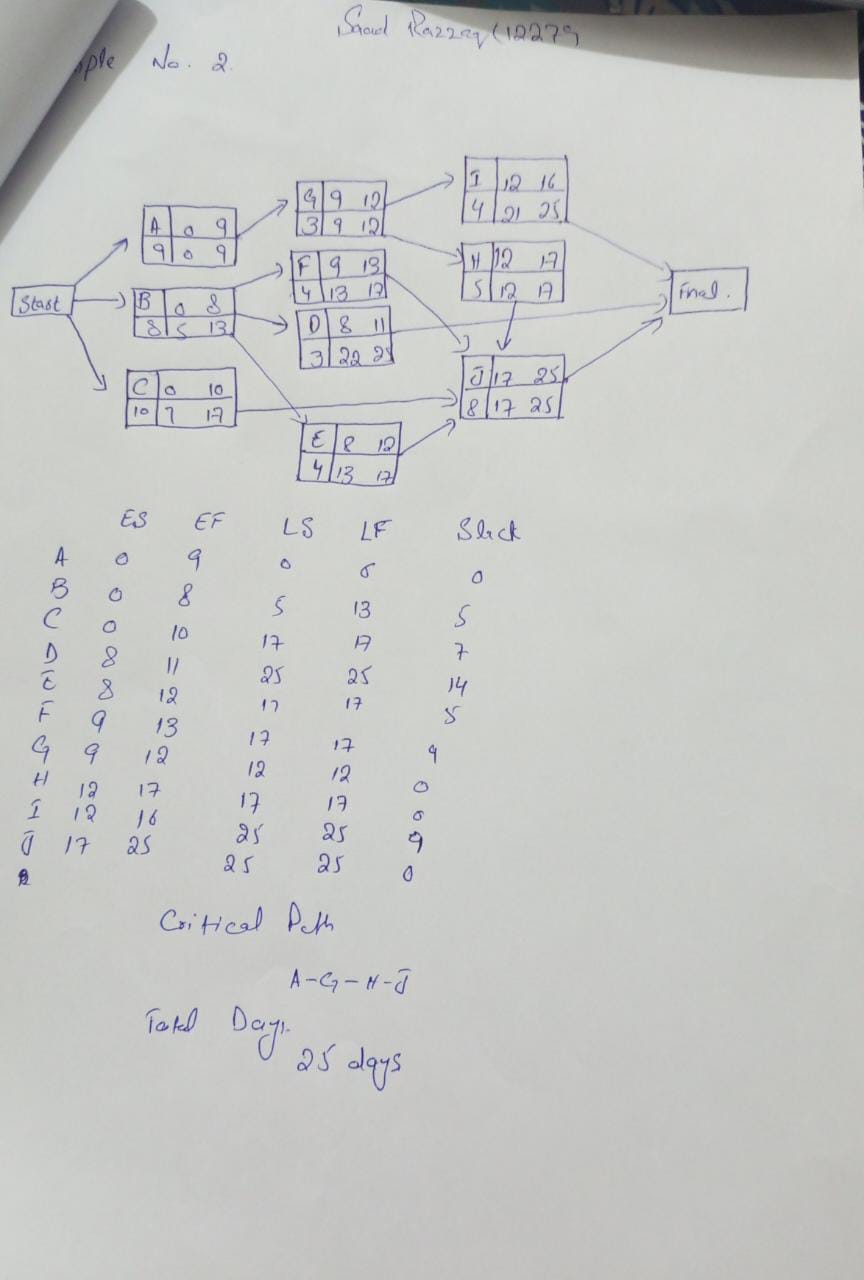 Saad Razzaq (12279
ple No. 2.
I 12 16
4 21 25
G 9 12
3 9 12
A 0 9
9 0 9
H 12 17
5 12 17
F 9 13
4 13 17
Start
B 0 8
8 5 13
Final.
D 8 11
3 22 25
J 17 25
8 17 25
C 0 10
10 7 17
E 8 12
4 13 17
ES EF LS LF Slack
A 0 9 0 0
B 0 8 5 13 5
C 0 10 17 17 7
D 8 11 25 25 14
E 8 12 17 17 5
F 9 13 17 17 9
G 9 12 12 12 0
H 12 17 17 17 0
I 12 16 25 25 9
J 17 25 25 25 0
Critical Path
A-G-H-J
Total Days.
25 days